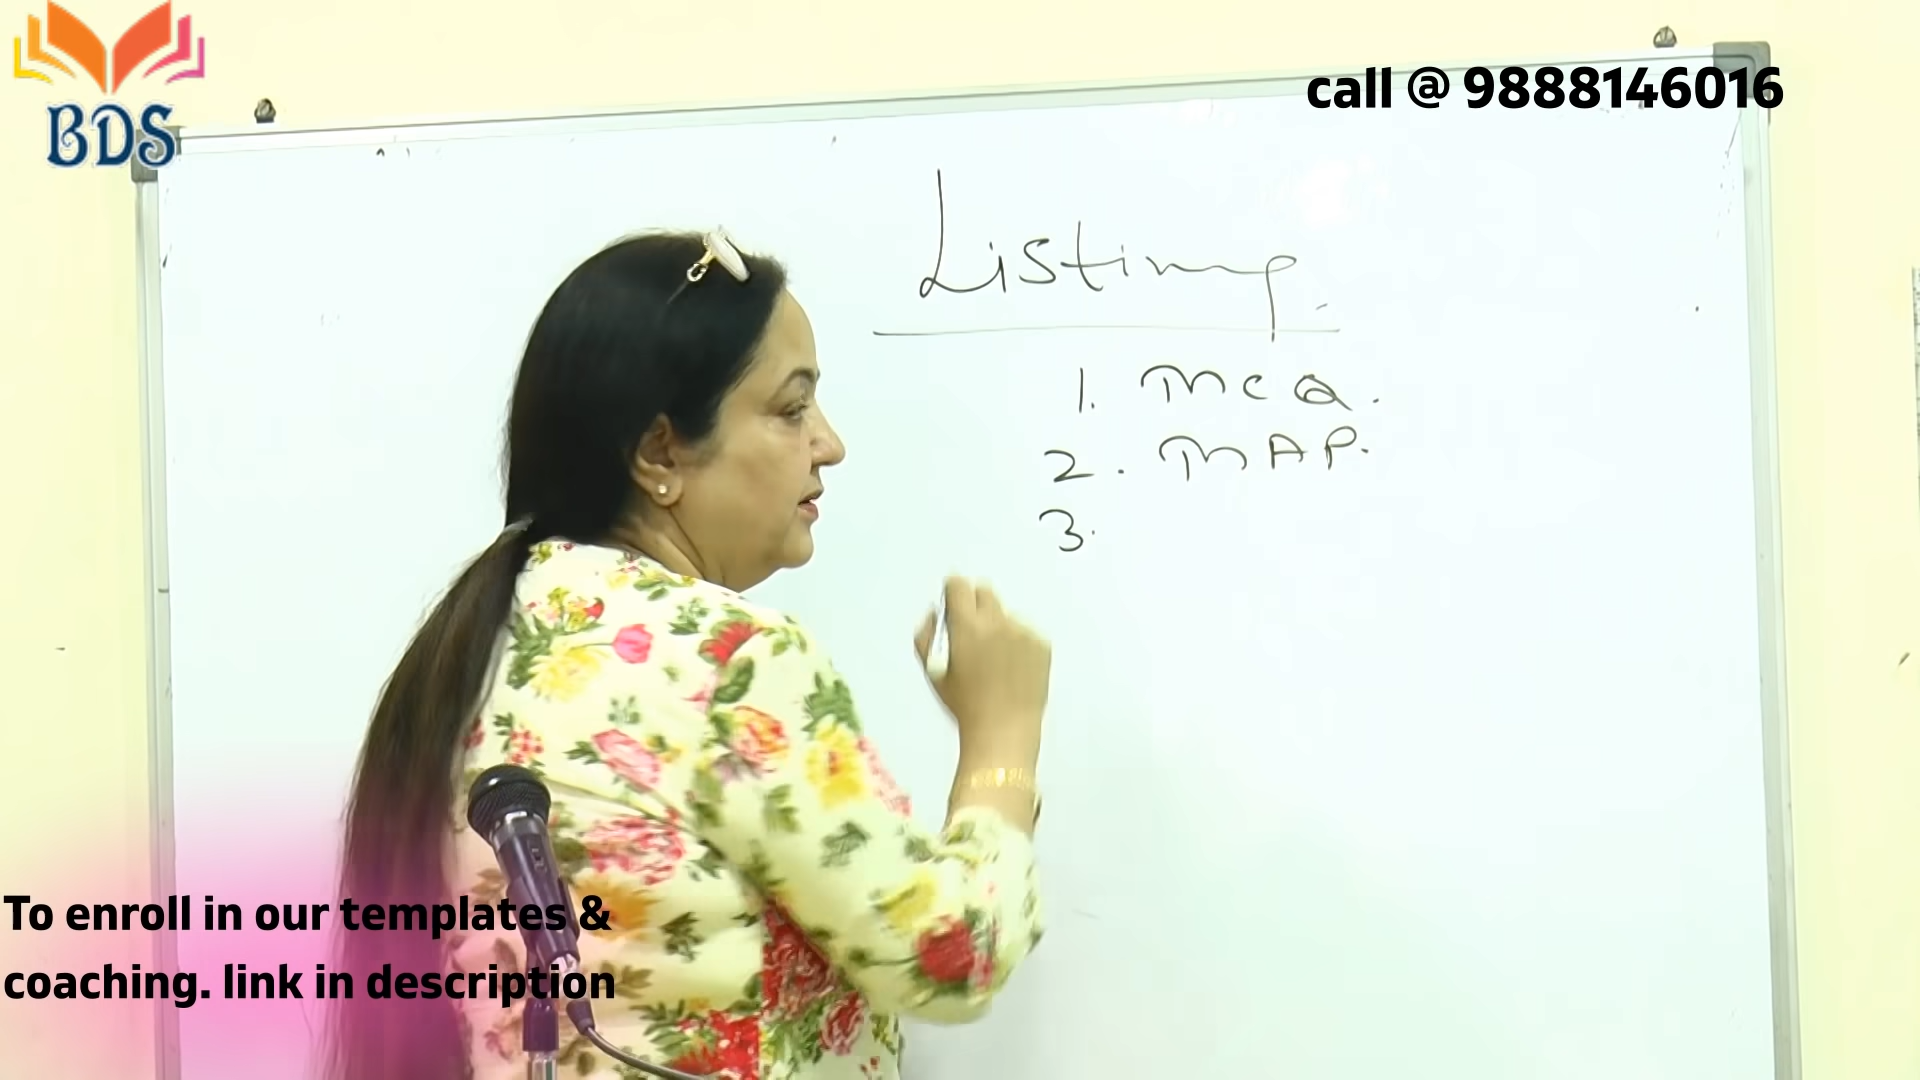 BDS
call @ 9888146016
Listing
1. MCQ.
2. MAP.
3.
To enroll in our templates &
coaching. link in description